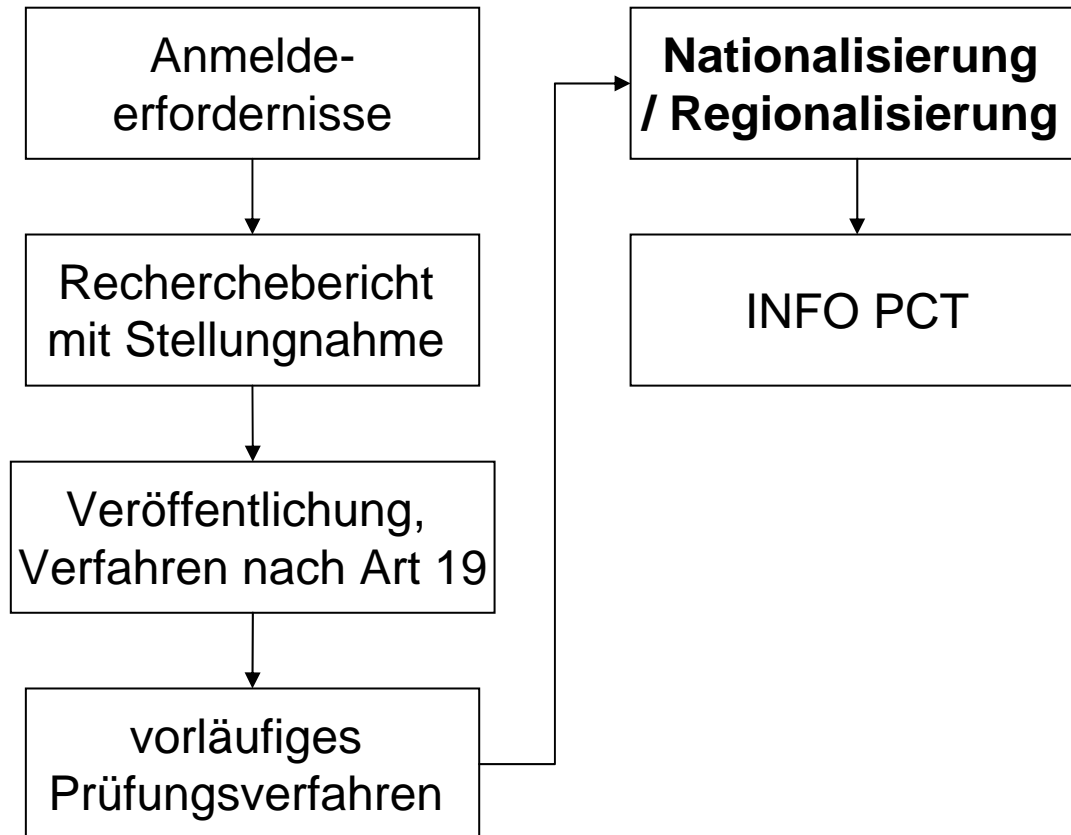 Anmelde-
erfordernisse
Recherchebericht
mit Stellungnahme
Veröffentlichung,
Verfahren nach Art 19
vorläufiges
Prüfungsverfahren
Nationalisierung
/ Regionalisierung
INFO PCT